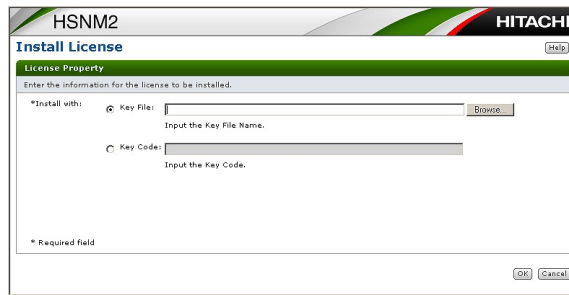 HSNM2
HITACHI
Install License
Help
License Property
Enter the information for the license to be installed.
*Install with:
Key File:
Browse...
Input the Key File Name.
Key Code:
Input the Key Code.
* Required field
OK
Cancel